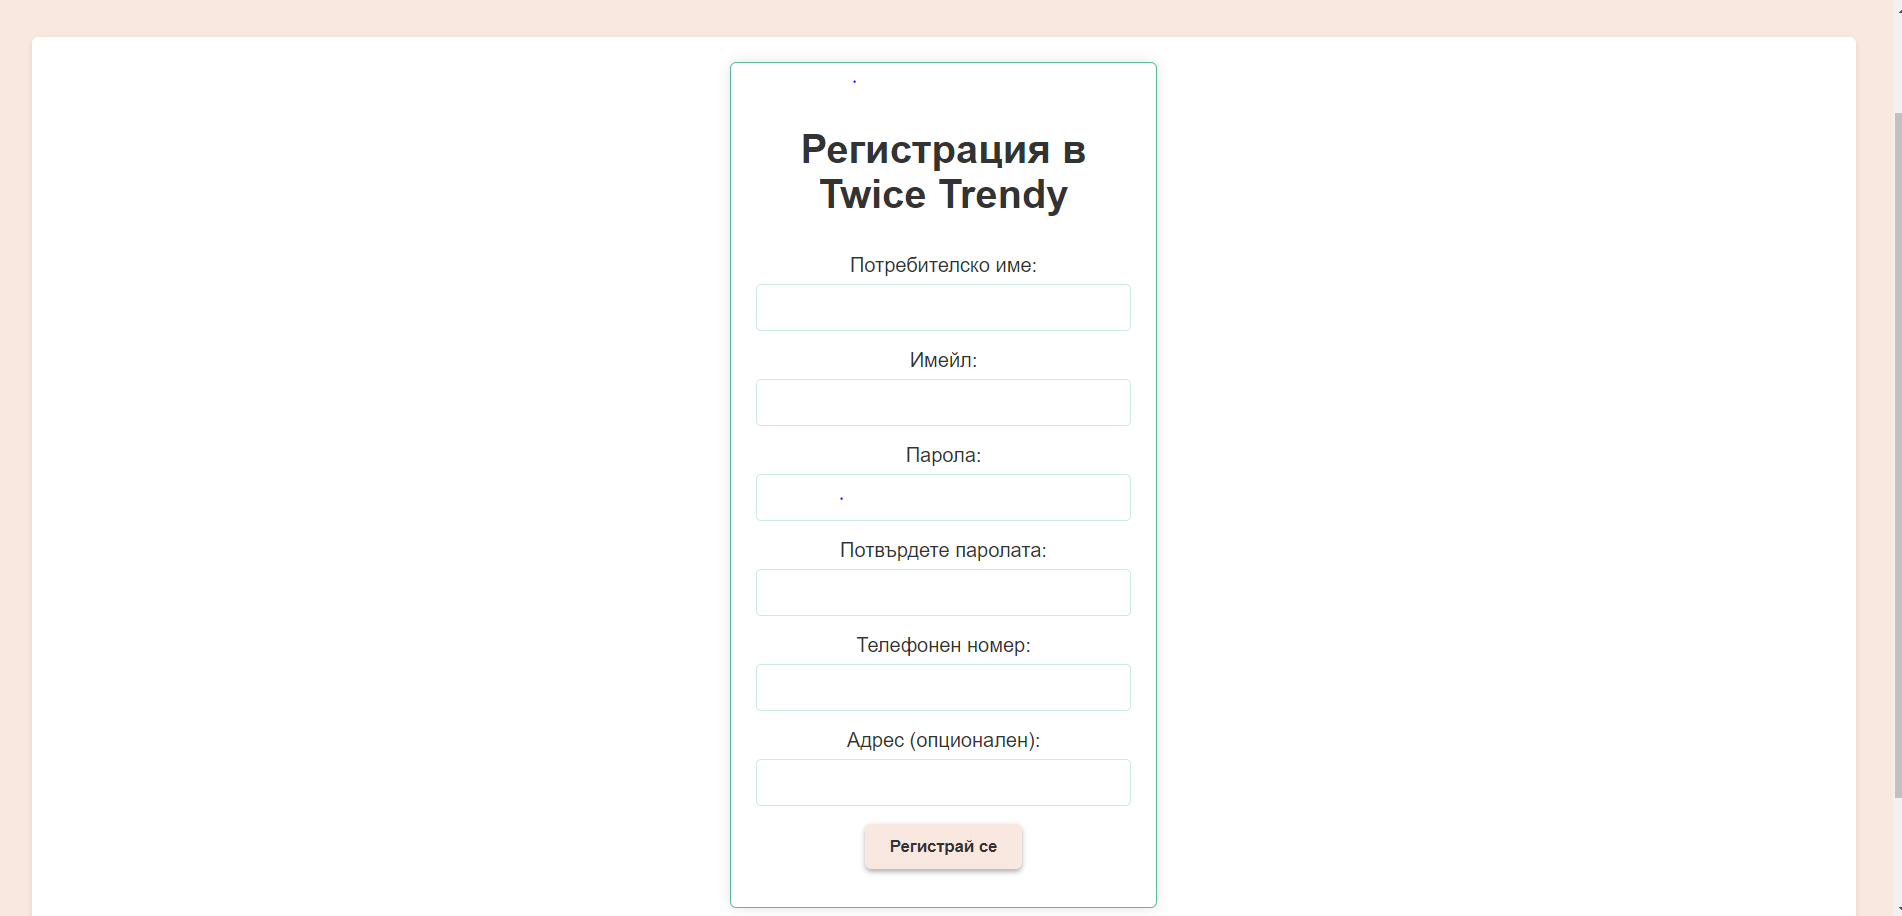 Регистрация в
Twice Trendy
Потребителско име:
Имейл:
Парола:
Потвърдете паролата:
Телефонен номер:
Адрес (опционален):
Регистрай се